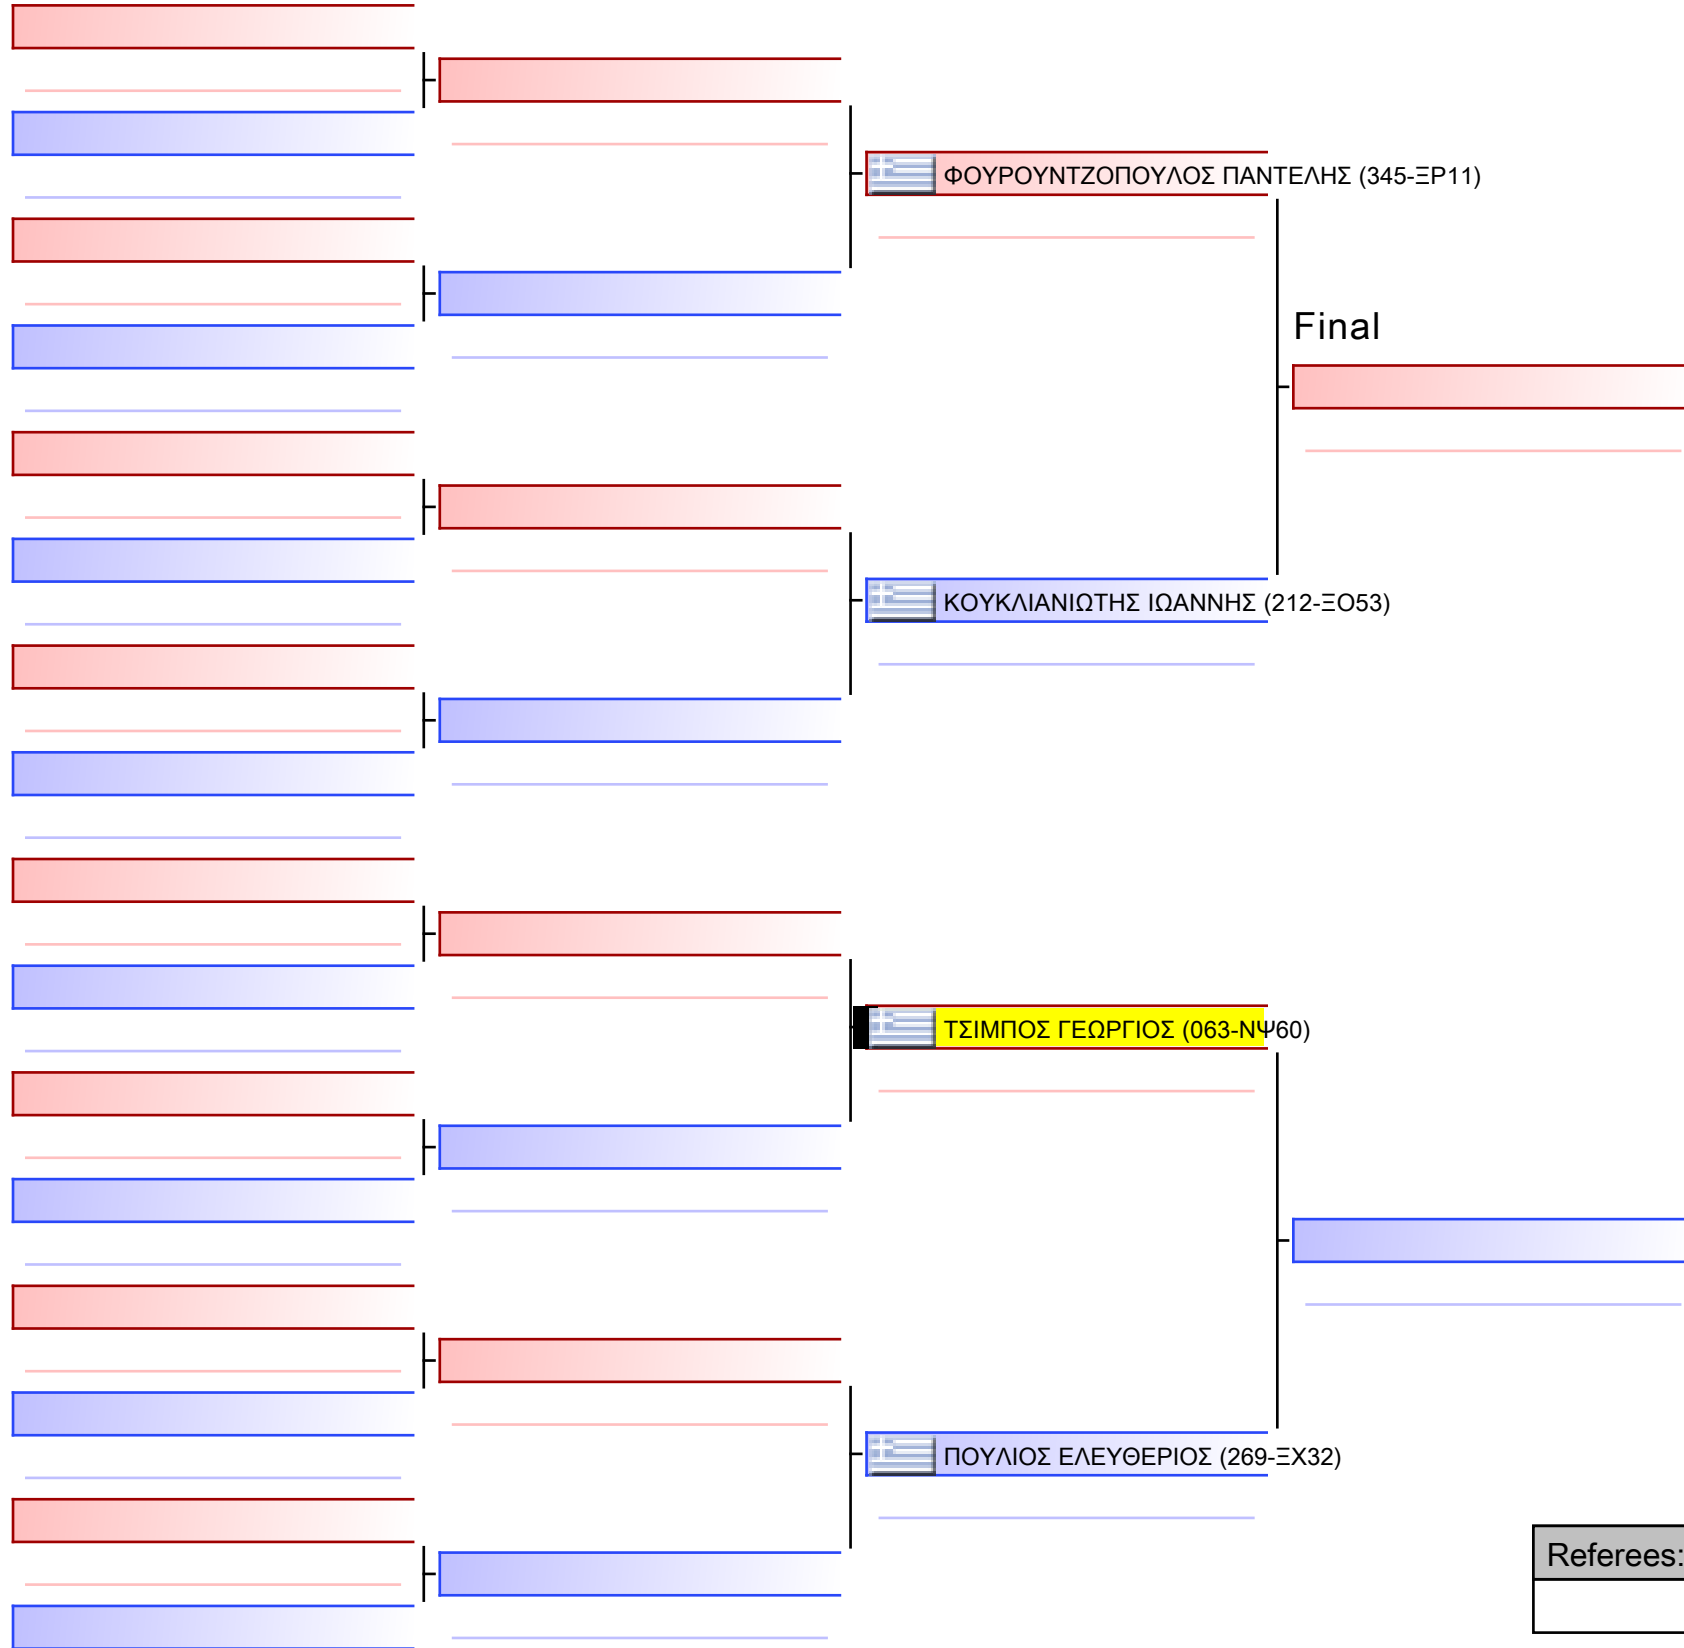 ΦΟΥΡΟΥΝΤΖΟΠΟΥΛΟΣ ΠΑΝΤΕΛΗΣ (345-ΞΡ11)
Final
ΚΟΥΚΛΙΑΝΙΩΤΗΣ ΙΩΑΝΝΗΣ (212-ΞΟ53)
ΤΣΙΜΠΟΣ ΓΕΩΡΓΙΟΣ (063-ΝΨ60)
ΠΟΥΛΙΟΣ ΕΛΕΥΘΕΡΙΟΣ (269-ΞΧ32)
Referees: